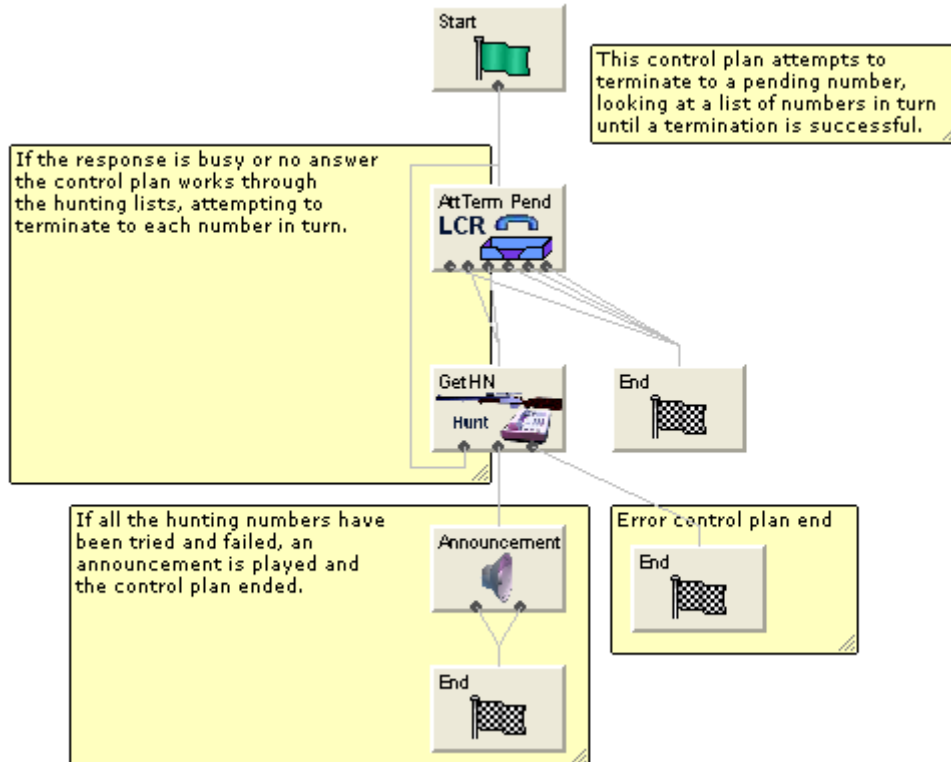 Start
This control plan attempts to
terminate to a pending number,
looking at a list of numbers in turn
until a termination is successful.
If the response is busy or no answer
the control plan works through
the hunting lists, attempting to
terminate to each number in turn.
AttTerm Pend
LCR
GetHN
Hunt
End
If all the hunting numbers have
been tried and failed, an
announcement is played and
the control plan ended.
Announcement
End
Error control plan end
End